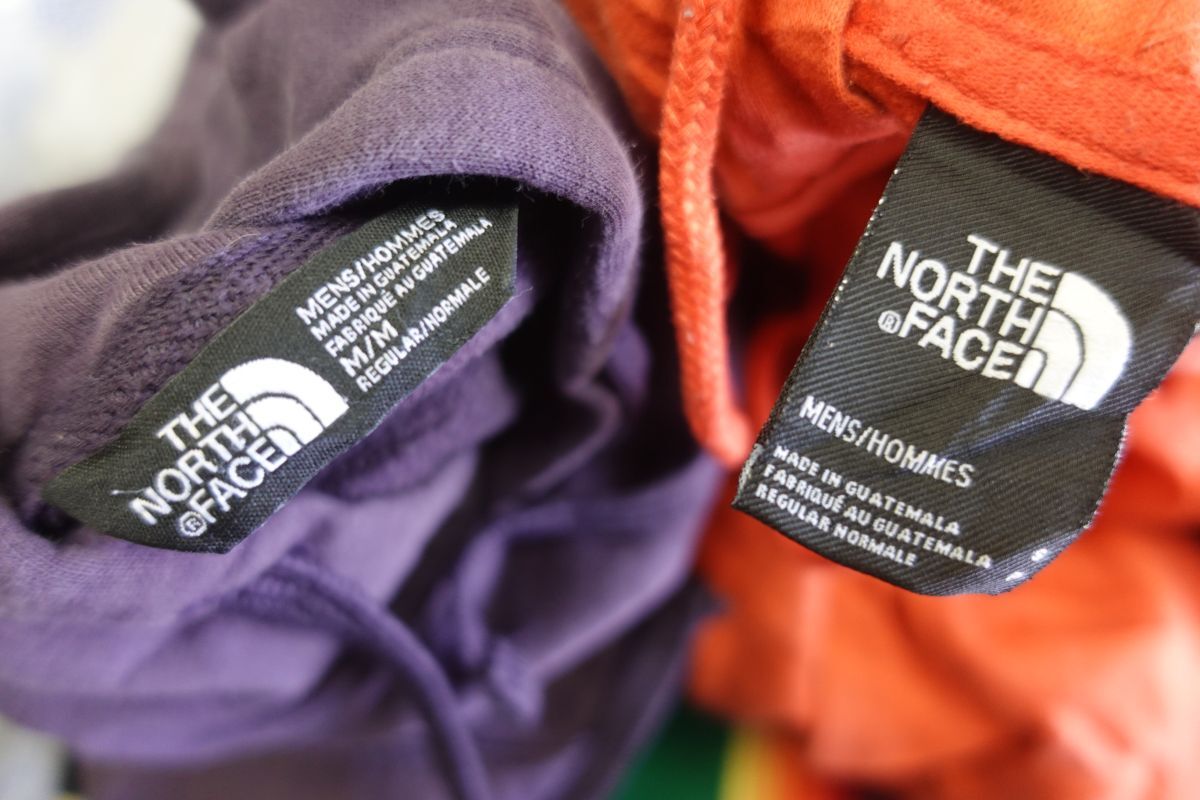 THE
NORTH
® FACE
MENS/HOMMES
MADE IN GUATEMALA
FABRIQUÉ AU GUATEMALA
M/M
REGULAR/NORMALE
THE
NORTH
® FACE
MENS/HOMMES
MADE IN GUATEMALA
FABRIQUÉ AU GUATEMALA
REGULAR NORMALE